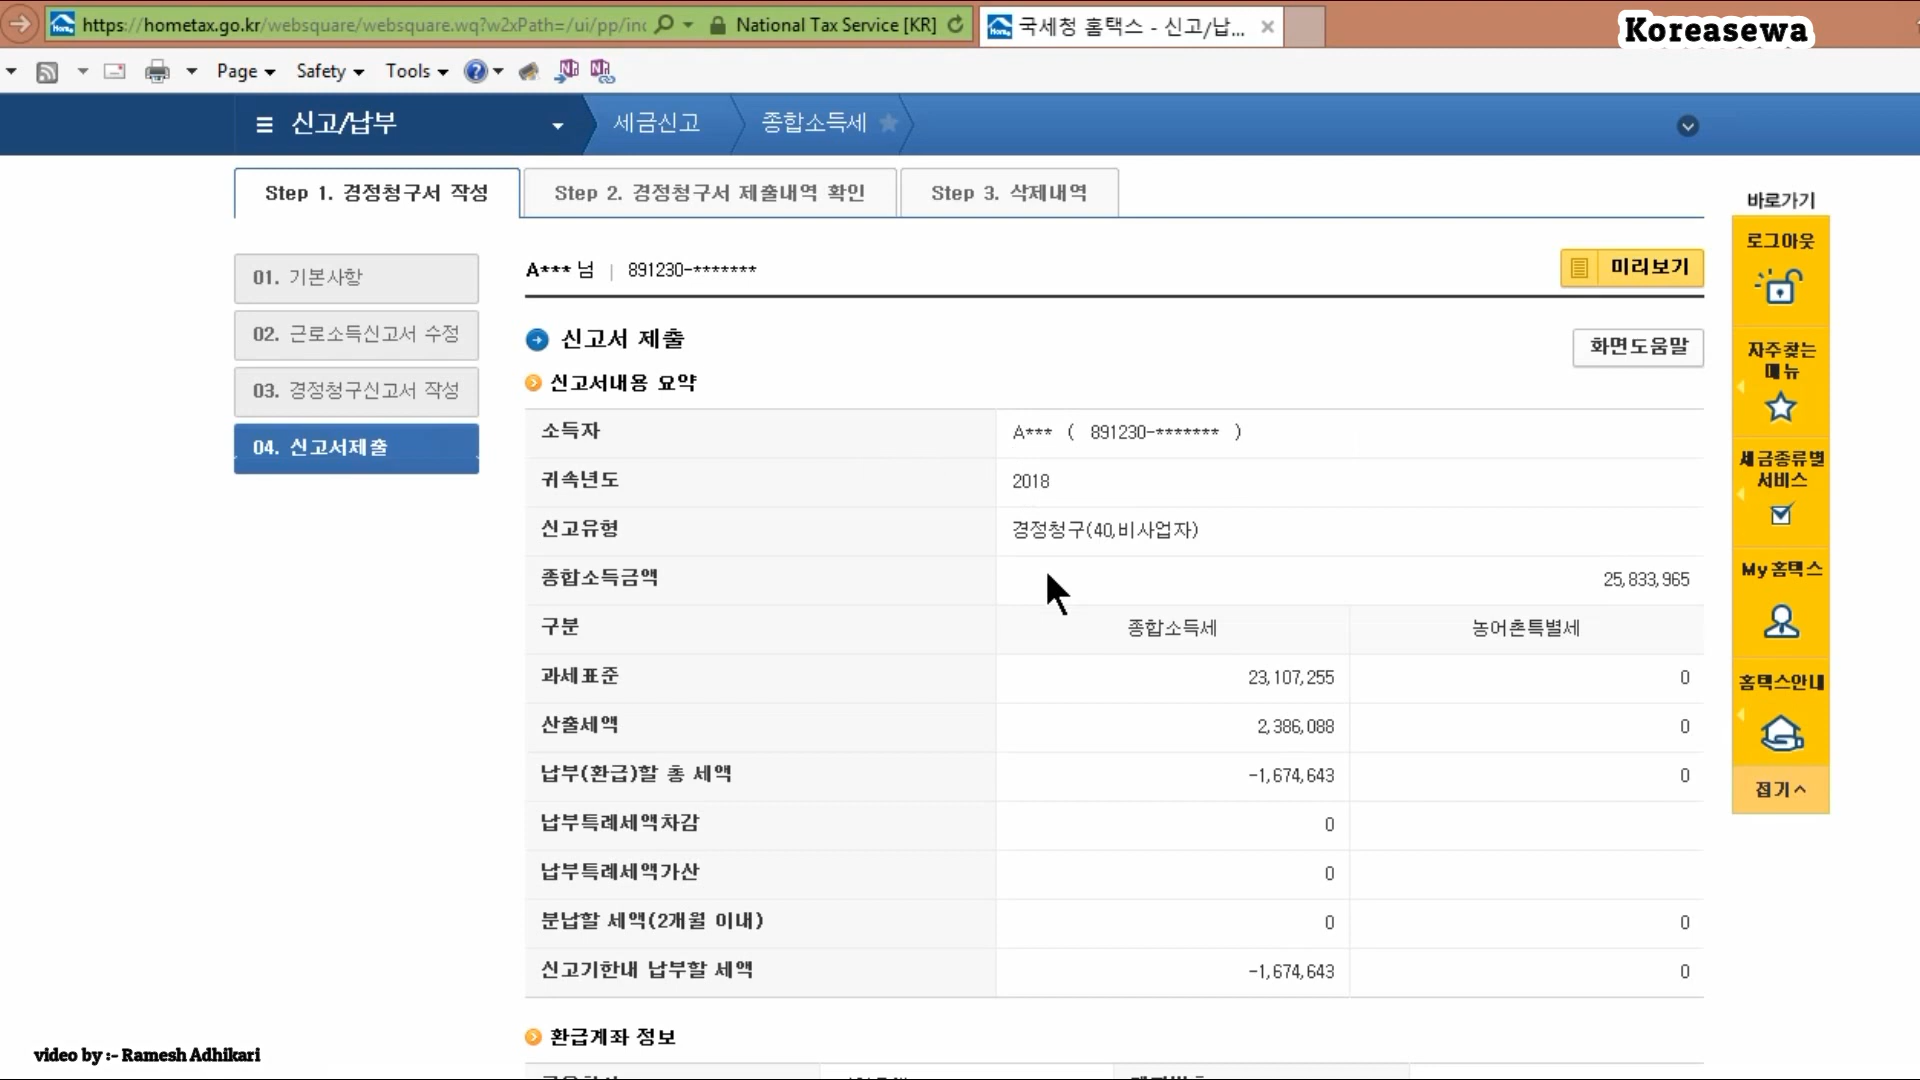 https://hometax.go.kr/websquare/websquare.wq?w2xPath=/ui/pp/inc
National Tax Service [KR]
국세청 홈택스 - 신고/납...
Koreasewa
Page
Safety
Tools
신고/납부
세금신고
종합소득세
Step 1. 경정청구서 작성
Step 2. 경정청구서 제출내역 확인
Step 3. 삭제내역
01. 기본사항
02. 근로소득신고서 수정
03. 경정청구신고서 작성
04. 신고서제출
A*** 님 | 891230-*******
미리보기
신고서 제출
화면도움말
신고서내용 요약
소득자 A*** ( 891230-******* )
귀속년도 2018
신고유형 경정청구(40,비사업자)
종합소득금액 25,833,965
구분 종합소득세 농어촌특별세
과세표준 23,107,255 0
산출세액 2,386,088 0
납부(환급)할 총 세액 -1,674,643 0
납부특례세액차감 0
납부특례세액가산 0
분납할 세액(2개월 이내) 0 0
신고기한내 납부할 세액 -1,674,643 0
환급계좌 정보
바로가기
로그아웃
자주찾는
메뉴
세금종류별
서비스
My홈택스
홈택스안내
접기
video by :- Ramesh Adhikari